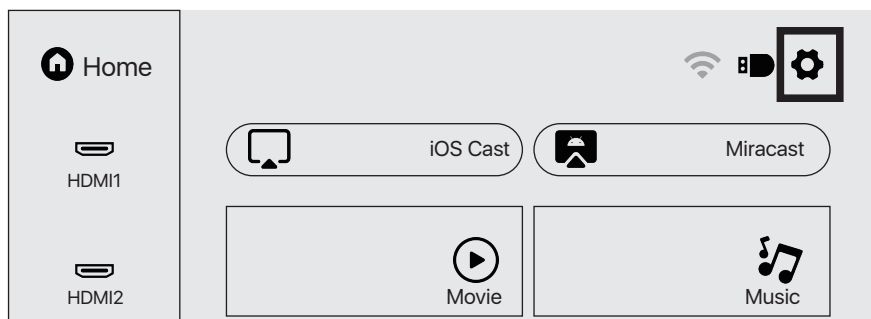 Home
HDMI1
HDMI2
iOS Cast
Miracast
Movie
Music